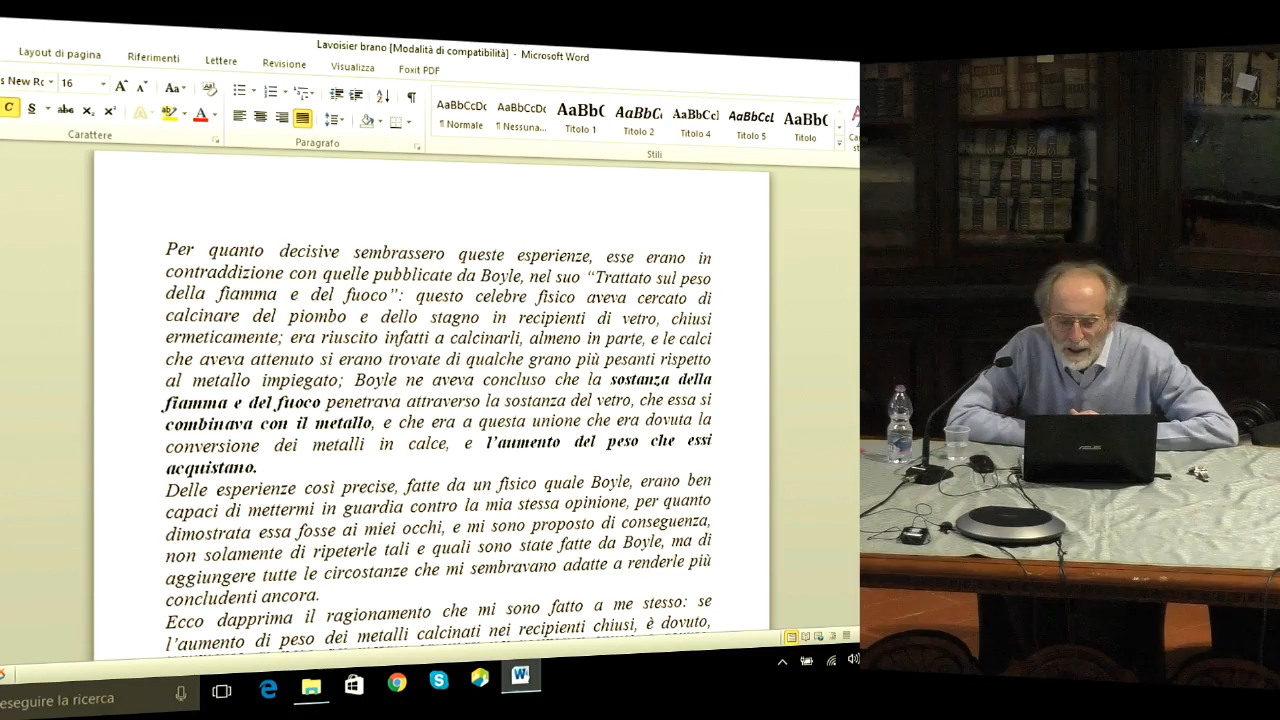 Lavoisier brano [Modalità di compatibilità] - Microsoft Word
Layout di pagina Riferimenti Lettere Revisione Visualizza Foxit PDF
s New Ro 16 Aa
C S abc X₂ X² A A
AaBbCcDc AaBbCcDc AaBbC AaBbCc AaBbCcI AaBbCcL AaBbC
¶ Normale ¶ Nessuna... Titolo 1 Titolo 2 Titolo 4 Titolo 5 Titolo
Carattere Paragrafo Stili
Per quanto decisive sembrassero queste esperienze, esse erano in
contraddizione con quelle pubblicate da Boyle, nel suo “Trattato sul peso
della fiamma e del fuoco”: questo celebre fisico aveva cercato di
calcinare del piombo e dello stagno in recipienti di vetro, chiusi
ermeticamente; era riuscito infatti a calcinarli, almeno in parte, e le calci
che aveva attenuto si erano trovate di qualche grano più pesanti rispetto
al metallo impiegato; Boyle ne aveva concluso che la sostanza della
fiamma e del fuoco penetrava attraverso la sostanza del vetro, che essa si
combinava con il metallo, e che era a questa unione che era dovuta la
conversione dei metalli in calce, e l’aumento del peso che essi
acquistano.
Delle esperienze così precise, fatte da un fisico quale Boyle, erano ben
capaci di mettermi in guardia contro la mia stessa opinione, per quanto
dimostrata essa fosse ai miei occhi, e mi sono proposto di conseguenza,
non solamente di ripeterle tali e quali sono state fatte da Boyle, ma di
aggiungere tutte le circostanze che mi sembravano adatte a renderle più
concludenti ancora.
Ecco dapprima il ragionamento che mi sono fatto a me stesso: se
l’aumento di peso dei metalli calcinati nei recipienti chiusi, è dovuto,
eseguire la ricerca
ASUS